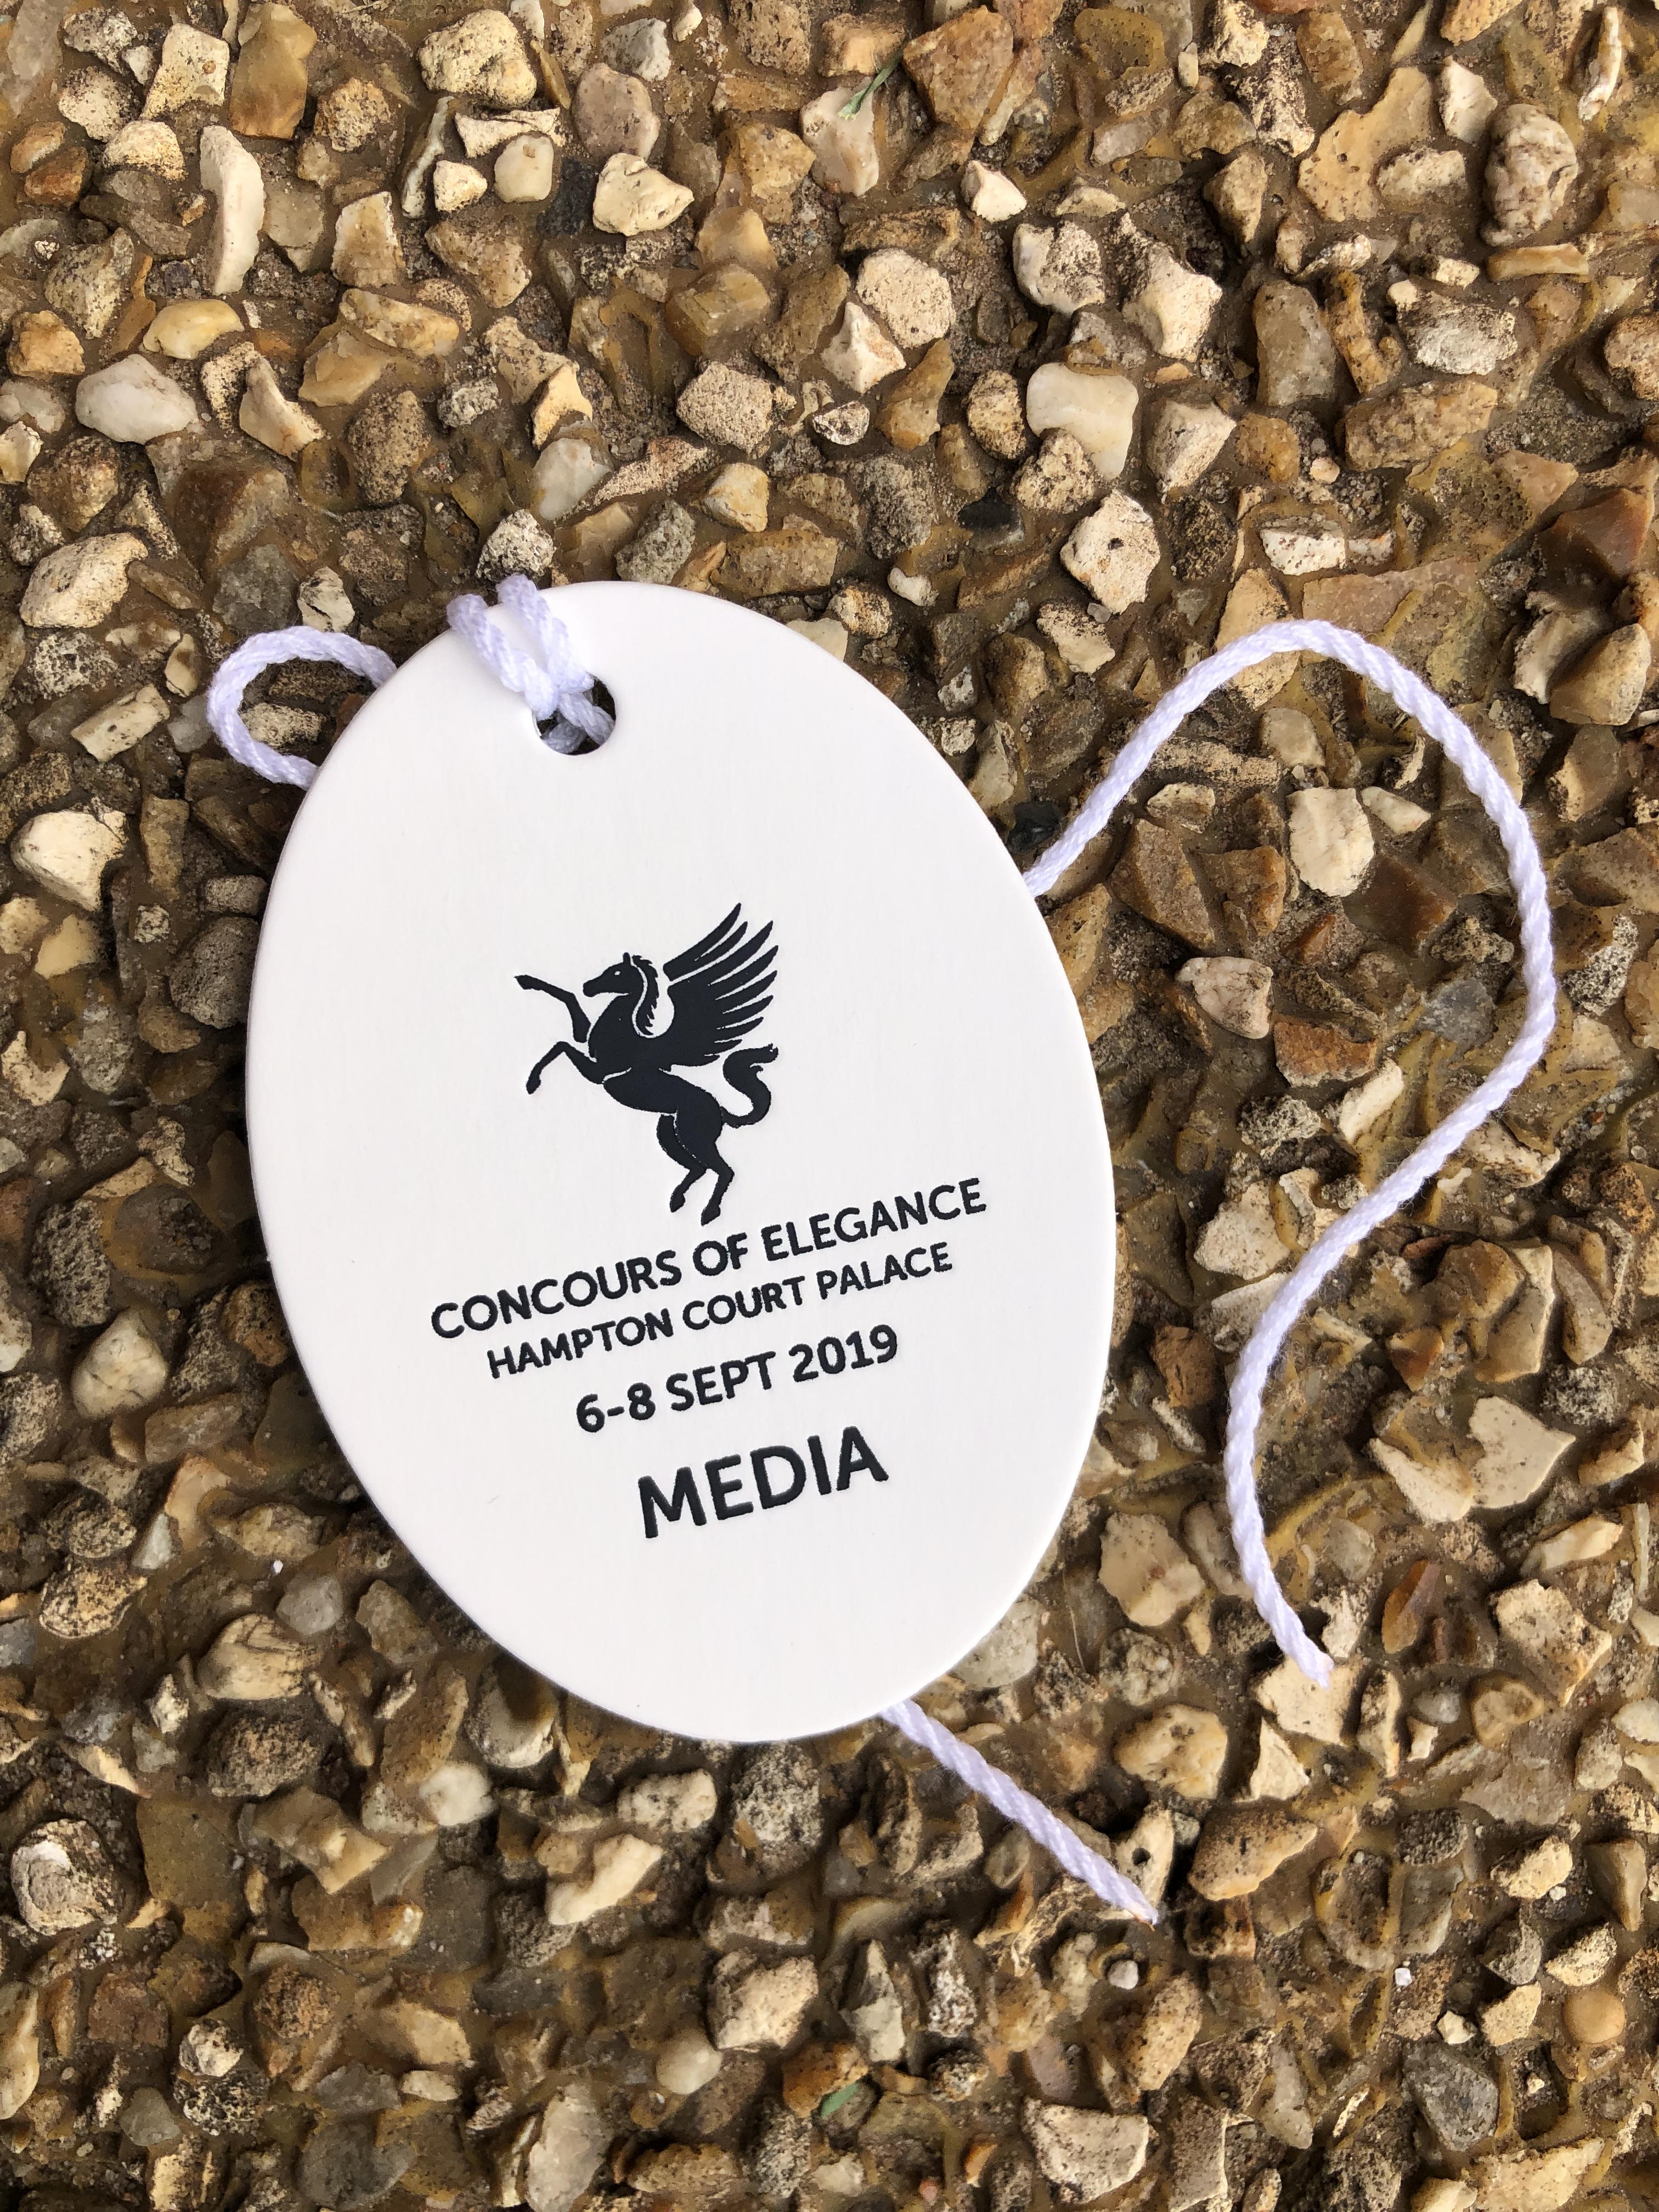 CONCOURS OF ELEGANCE
HAMPTON COURT PALACE
6-8 SEPT 2019
MEDIA